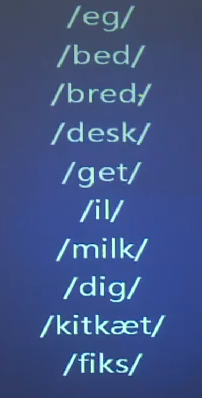 /eg/
/bed/
/bred/
/desk/
/get/
/il/
/milk/
/dig/
/kitkæt/
/fiks/